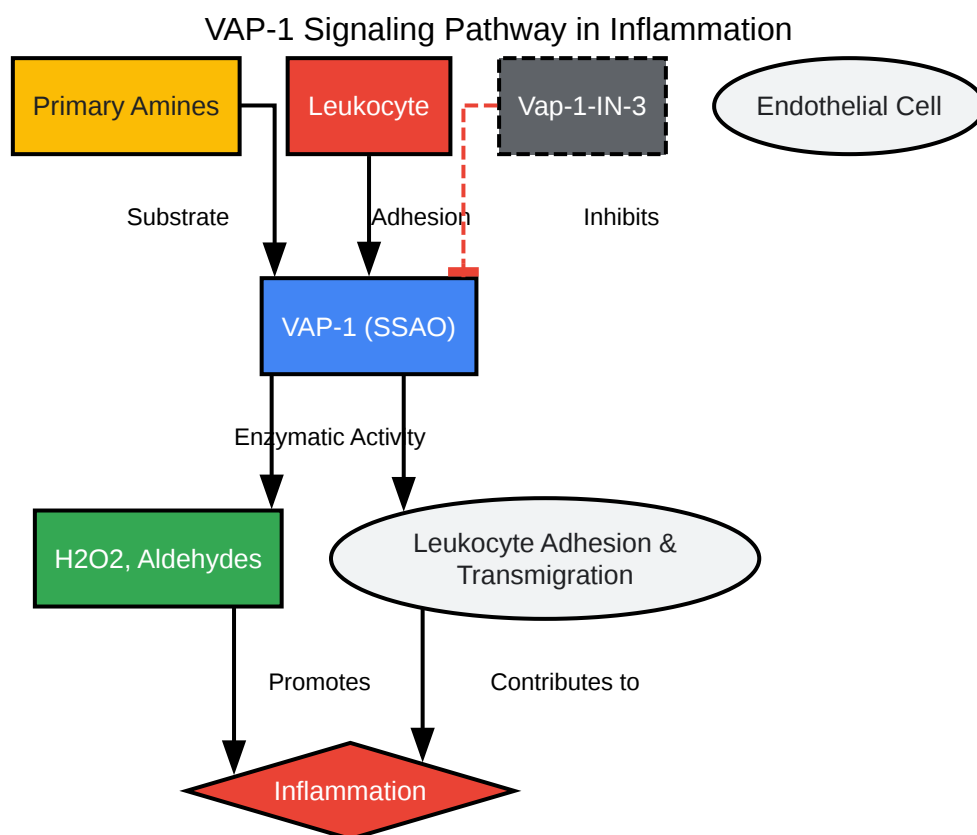 VAP-1 Signaling Pathway in Inflammation
Primary Amines
Leukocyte
Vap-1-IN-3
Endothelial Cell
Substrate
Adhesion
Inhibits
VAP-1 (SSAO)
Enzymatic Activity
H2O2, Aldehydes
Leukocyte Adhesion &
Transmigration
Promotes
Contributes to
Inflammation